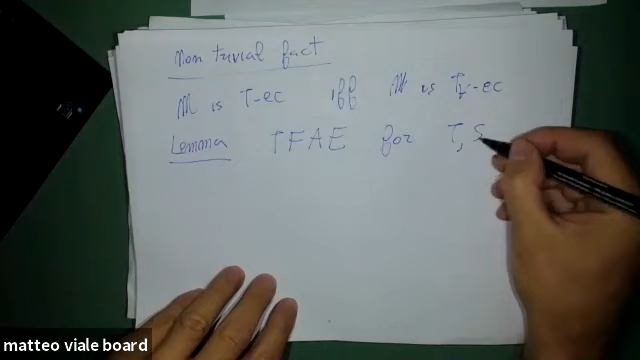 Non trivial fact
M is T-ec iff M is T∀-ec
Lemma TFAE for T, S
matteo viale board